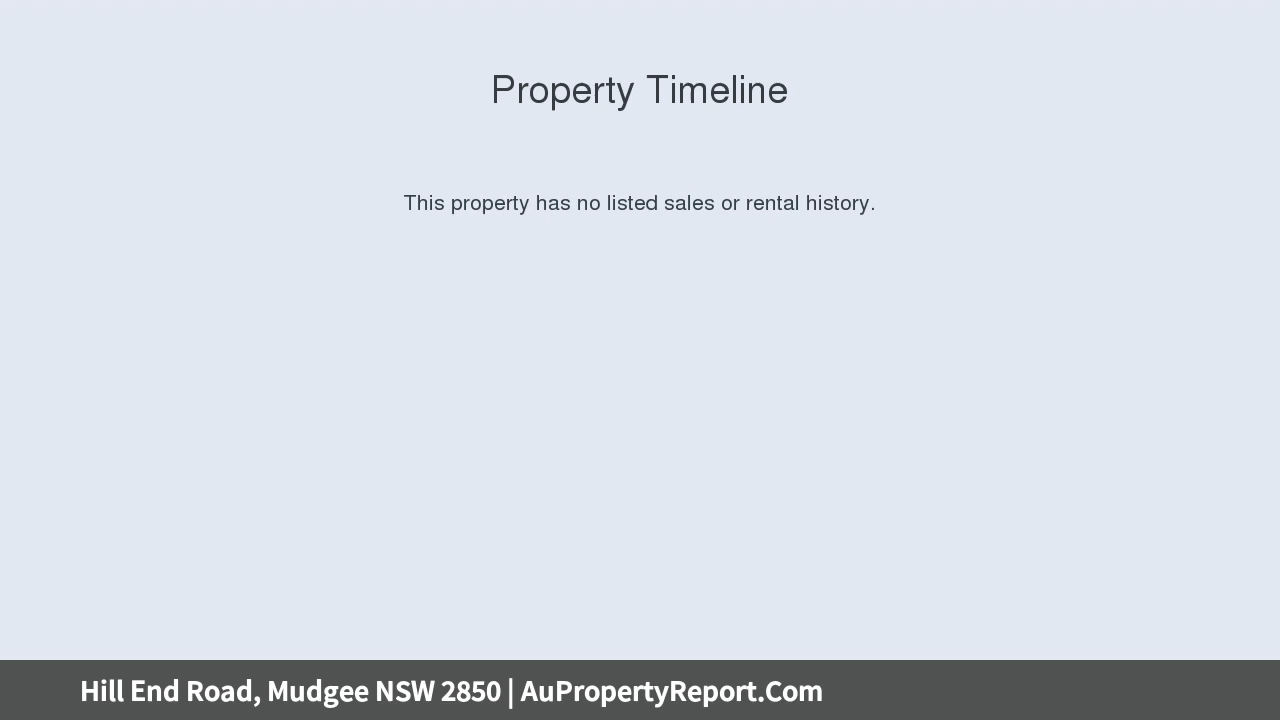 Property Timeline
This property has no listed sales or rental history.
Hill End Road, Mudgee NSW 2850 | AuPropertyReport.Com